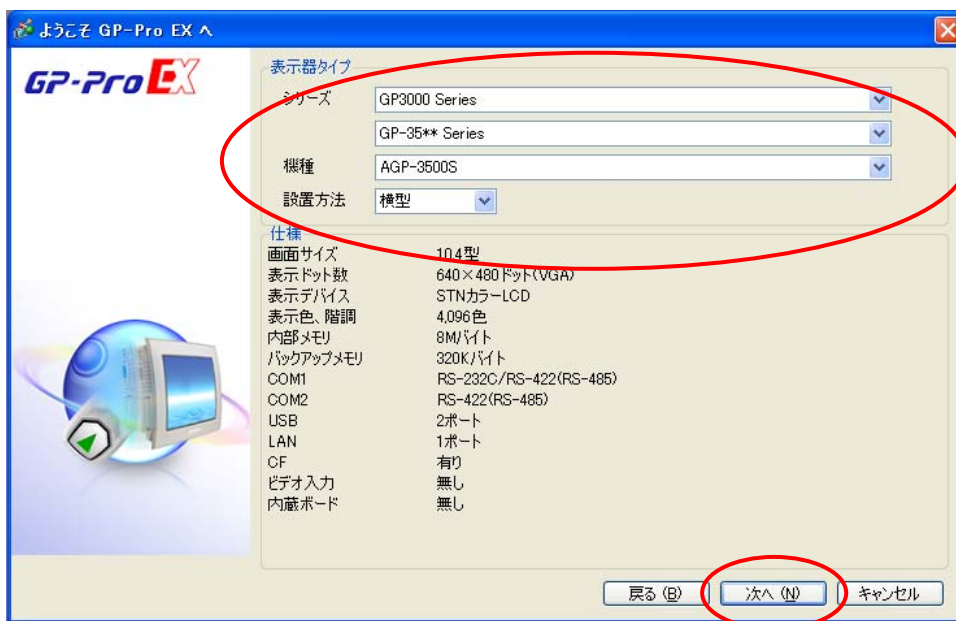 ようこそ GP-Pro EX へ
GP-Pro EX
表示器タイプ
シリーズ GP3000 Series
GP-35** Series
機種 AGP-3500S
設置方法 横型
仕様
画面サイズ 10.4型
表示ドット数 640×480ドット(VGA)
表示デバイス STNカラーLCD
表示色、階調 4,096色
内部メモリ 8Mバイト
バックアップメモリ 320Kバイト
COM1 RS-232C/RS-422(RS-485)
COM2 RS-422(RS-485)
USB 2ポート
LAN 1ポート
CF 有り
ビデオ入力 無し
内蔵ボード 無し
戻る (B) 次へ (N) キャンセル